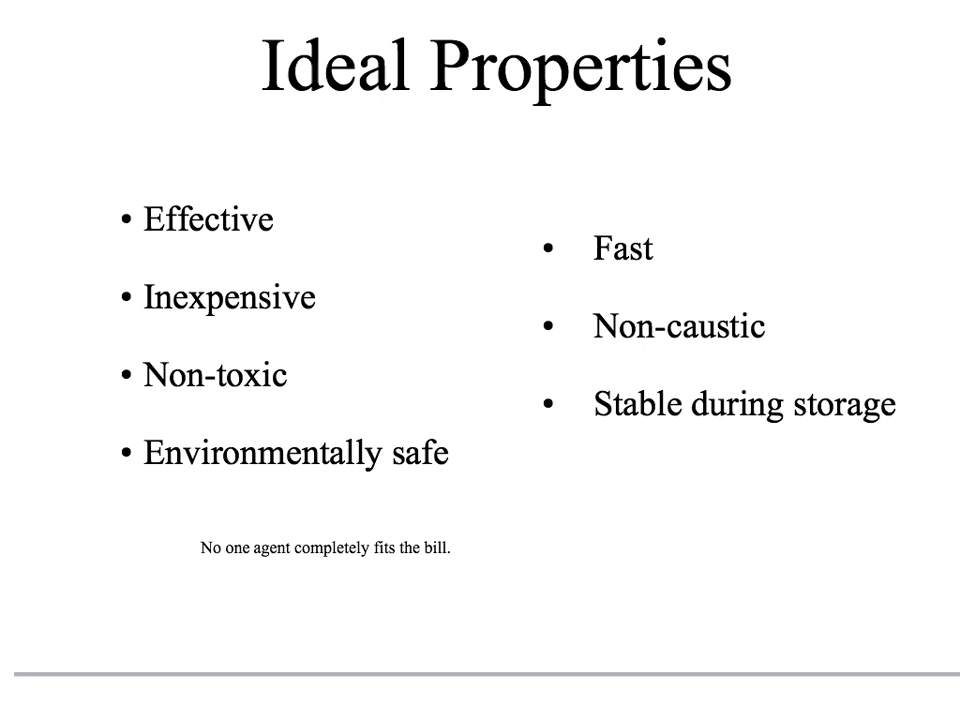 Ideal Properties
• Effective
• Inexpensive
• Non-toxic
• Environmentally safe
• Fast
• Non-caustic
• Stable during storage
No one agent completely fits the bill.